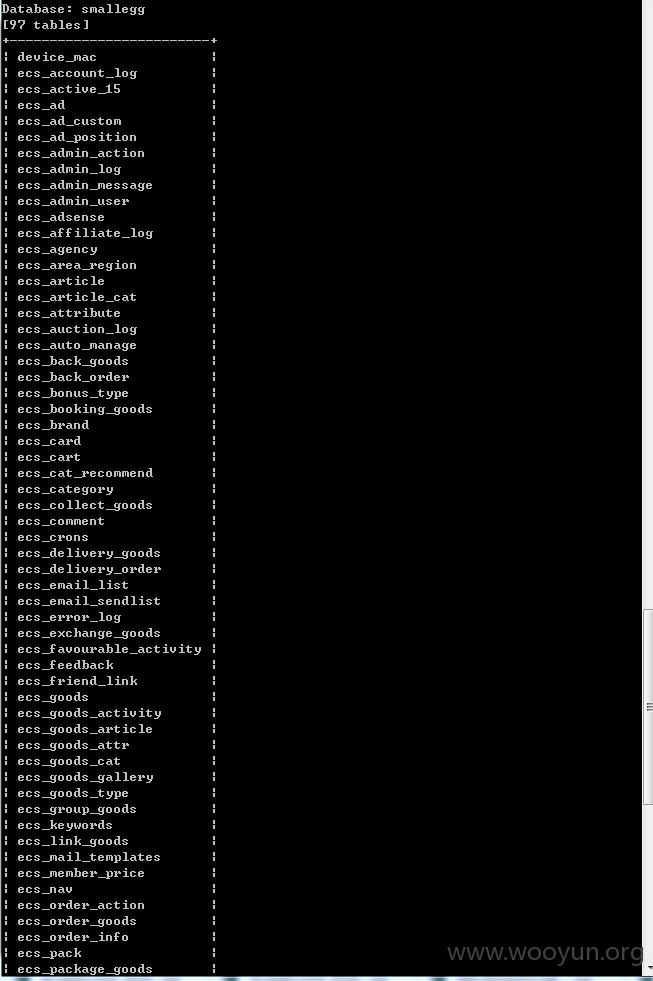 Database: smallegg
[97 tables]
+-------------------------+
¦ device_mac ¦
¦ ecs_account_log ¦
¦ ecs_active_15 ¦
¦ ecs_ad ¦
¦ ecs_ad_custom ¦
¦ ecs_ad_position ¦
¦ ecs_admin_action ¦
¦ ecs_admin_log ¦
¦ ecs_admin_message ¦
¦ ecs_admin_user ¦
¦ ecs_adsense ¦
¦ ecs_affiliate_log ¦
¦ ecs_agency ¦
¦ ecs_area_region ¦
¦ ecs_article ¦
¦ ecs_article_cat ¦
¦ ecs_attribute ¦
¦ ecs_auction_log ¦
¦ ecs_auto_manage ¦
¦ ecs_back_goods ¦
¦ ecs_back_order ¦
¦ ecs_bonus_type ¦
¦ ecs_booking_goods ¦
¦ ecs_brand ¦
¦ ecs_card ¦
¦ ecs_cart ¦
¦ ecs_cat_recommend ¦
¦ ecs_category ¦
¦ ecs_collect_goods ¦
¦ ecs_comment ¦
¦ ecs_crons ¦
¦ ecs_delivery_goods ¦
¦ ecs_delivery_order ¦
¦ ecs_email_list ¦
¦ ecs_email_sendlist ¦
¦ ecs_error_log ¦
¦ ecs_exchange_goods ¦
¦ ecs_favourable_activity ¦
¦ ecs_feedback ¦
¦ ecs_friend_link ¦
¦ ecs_goods ¦
¦ ecs_goods_activity ¦
¦ ecs_goods_article ¦
¦ ecs_goods_attr ¦
¦ ecs_goods_cat ¦
¦ ecs_goods_gallery ¦
¦ ecs_goods_type ¦
¦ ecs_group_goods ¦
¦ ecs_keywords ¦
¦ ecs_link_goods ¦
¦ ecs_mail_templates ¦
¦ ecs_member_price ¦
¦ ecs_nav ¦
¦ ecs_order_action ¦
¦ ecs_order_goods ¦
¦ ecs_order_info ¦
¦ ecs_pack ¦
¦ ecs_package_goods ¦
www.wooyun.org